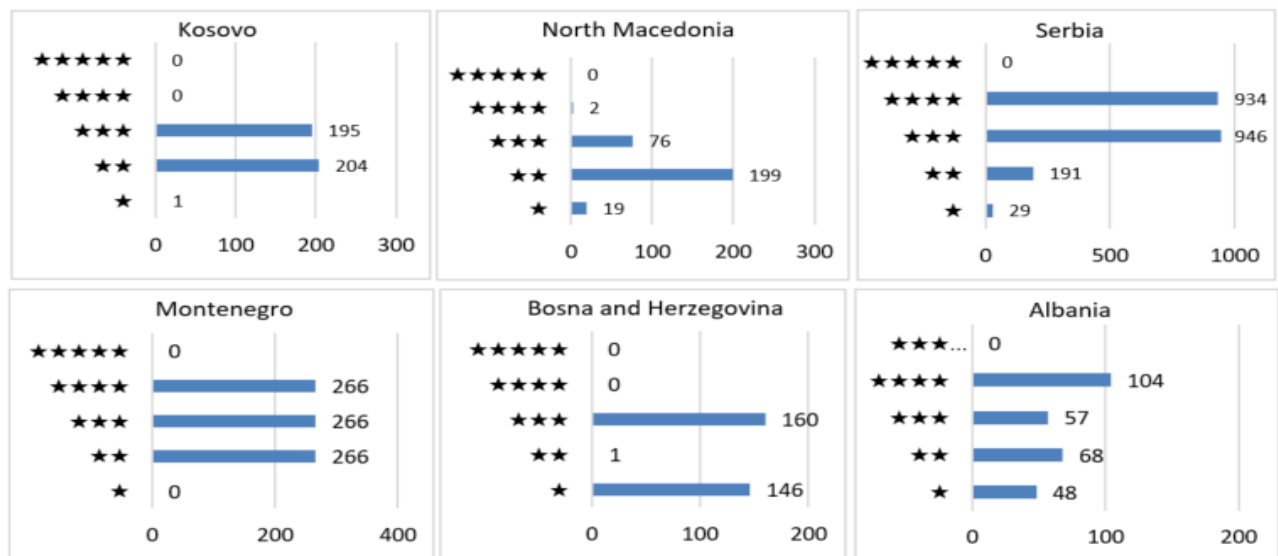 Kosovo
★★★★★ 0
★★★★ 0
★★★ 195
★★ 204
★ 1
0 100 200 300
North Macedonia
★★★★★ 0
★★★★ 2
★★★ 76
★★ 199
★ 19
0 100 200 300
Serbia
★★★★★ 0
★★★★ 934
★★★ 946
★★ 191
★ 29
0 500 1000
Montenegro
★★★★★ 0
★★★★ 266
★★★ 266
★★ 266
★ 0
0 200 400
Bosna and Herzegovina
★★★★★ 0
★★★★ 0
★★★ 160
★★ 1
★ 146
0 100 200
Albania
★★★... 0
★★★★ 104
★★★ 57
★★ 68
★ 48
0 100 200